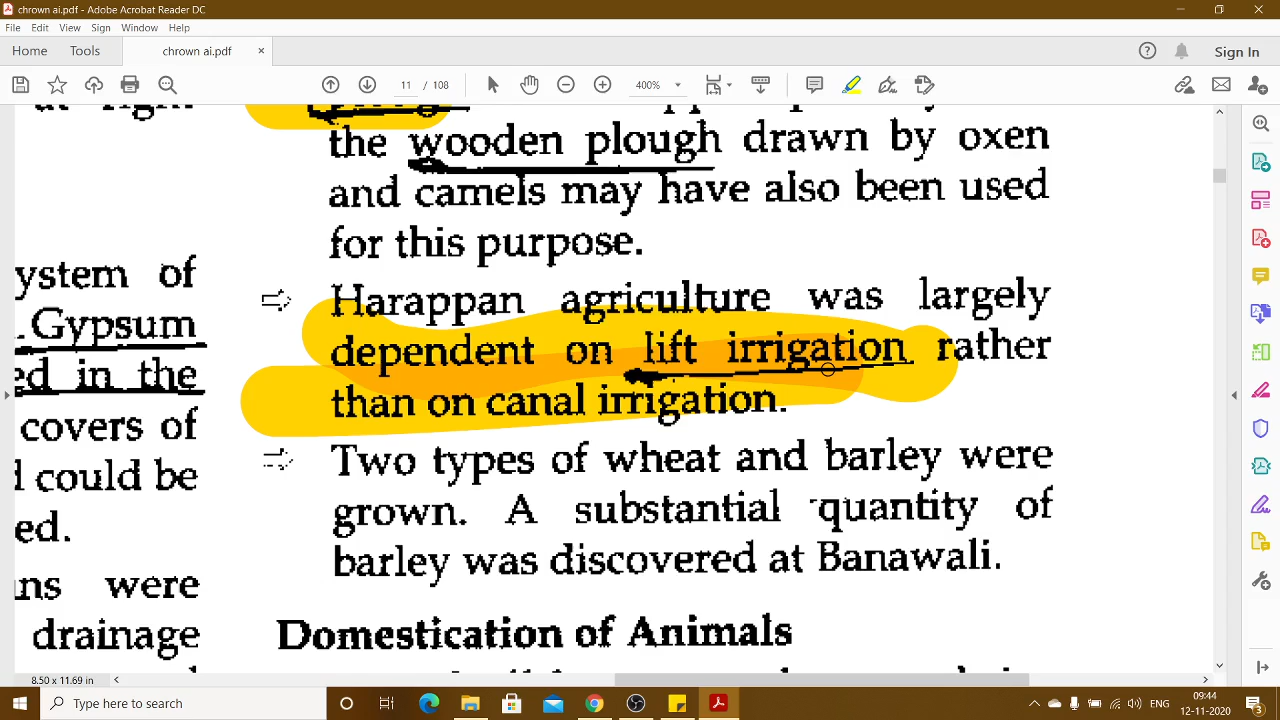 chrown ai.pdf - Adobe Acrobat Reader DC
File Edit View Sign Window Help
Home Tools chrown ai.pdf × Sign In
11 / 108 400%
the wooden plough drawn by oxen
and camels may have also been used
for this purpose.
Harappan agriculture was largely
dependent on lift irrigation rather
than on canal irrigation.
Two types of wheat and barley were
grown. A substantial quantity of
barley was discovered at Banawali.
Domestication of Animals
ystem of
Gypsum
ed in the
covers of
d could be
ed.
ns were
drainage
8.50 x 11.69 in
Type here to search
ENG
09:44
12-11-2020
3